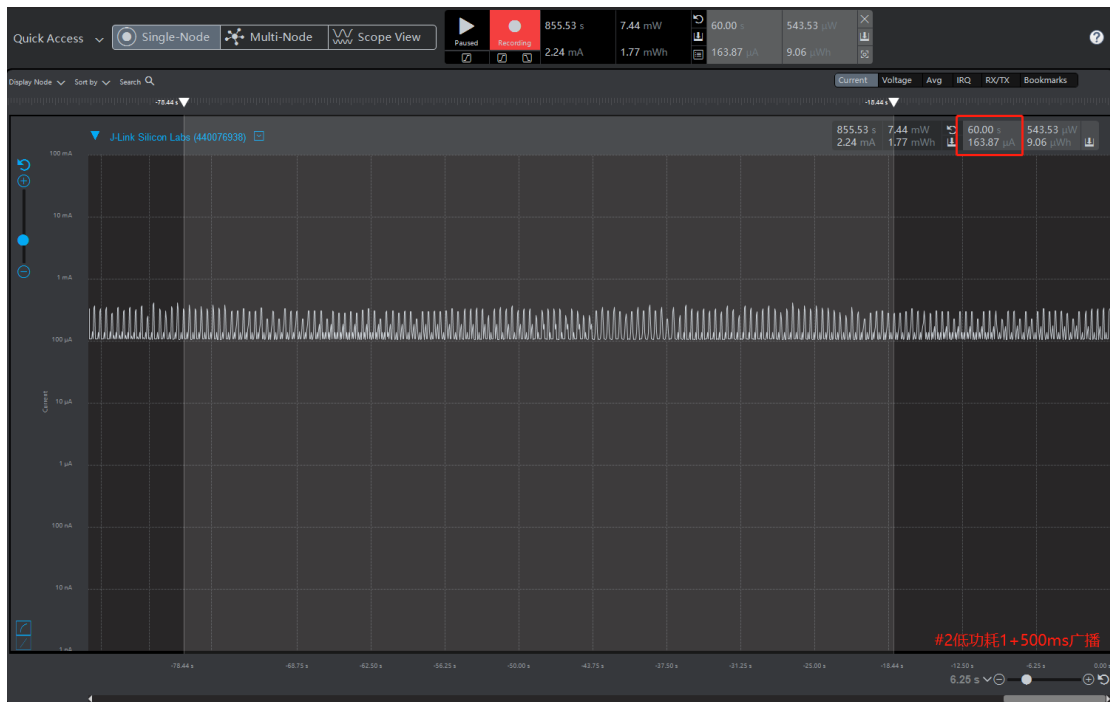 Quick Access Single-Node Multi-Node Scope View
Paused Recording
855.53 s 7.44 mW 60.00 s 543.53 μW
2.24 mA 1.77 mWh 163.87 μA 9.06 μWh
?
Display Node Sort by Search
Current Voltage Avg IRQ RX/TX Bookmarks
-78.44 s -18.44 s
J-Link Silicon Labs (440076938)
855.53 s 7.44 mW 60.00 s 543.53 μW
2.24 mA 1.77 mWh 163.87 μA 9.06 μWh
100 mA
10 mA
1 mA
100 μA
Current
10 μA
1 μA
100 nA
10 nA
1 nA
#2低功耗1+500ms广播
-78.44 s -68.75 s -62.50 s -56.25 s -50.00 s -43.75 s -37.50 s -31.25 s -25.00 s -18.44 s -12.50 s -6.25 s 0.00 s
6.25 s